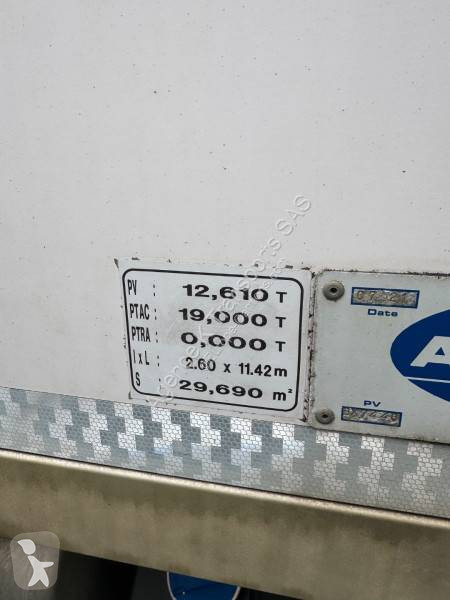 PV : 12,610 T
PTAC : 19,000 T
PTRA : 0,000 T
l x L : 2.60 x 11.42 m
S 29,690 m²
Date
A
PV